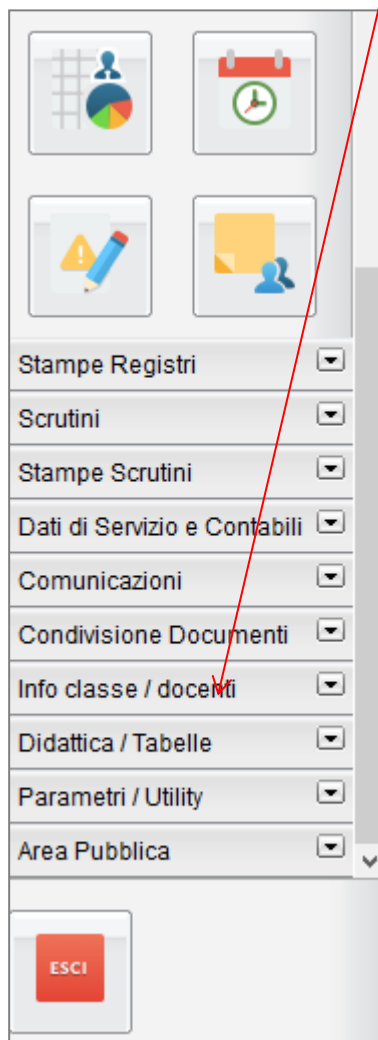 Stampe Registri
Scrutini
Stampe Scrutini
Dati di Servizio e Contabili
Comunicazioni
Condivisione Documenti
Info classe / docenti
Didattica / Tabelle
Parametri / Utility
Area Pubblica
ESCI